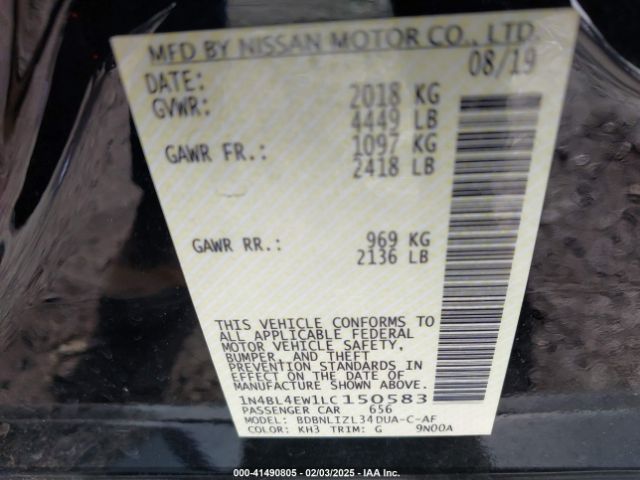 MFD BY NISSAN MOTOR CO., LTD.
DATE: 08/19
GVWR: 2018 KG
4449 LB
GAWR FR.: 1097 KG
2418 LB
GAWR RR.: 969 KG
2136 LB
THIS VEHICLE CONFORMS TO
ALL APPLICABLE FEDERAL
MOTOR VEHICLE SAFETY,
BUMPER, AND THEFT
PREVENTION STANDARDS IN
EFFECT ON THE DATE OF
MANUFACTURE SHOWN ABOVE.
1N4BL4EW1LC150583
PASSENGER CAR 656
MODEL: BDBNLIZL34DUA-C-AF
COLOR: KH3 TRIM: G 9N00A
000-41490805 - 02/03/2025 - IAAI.com